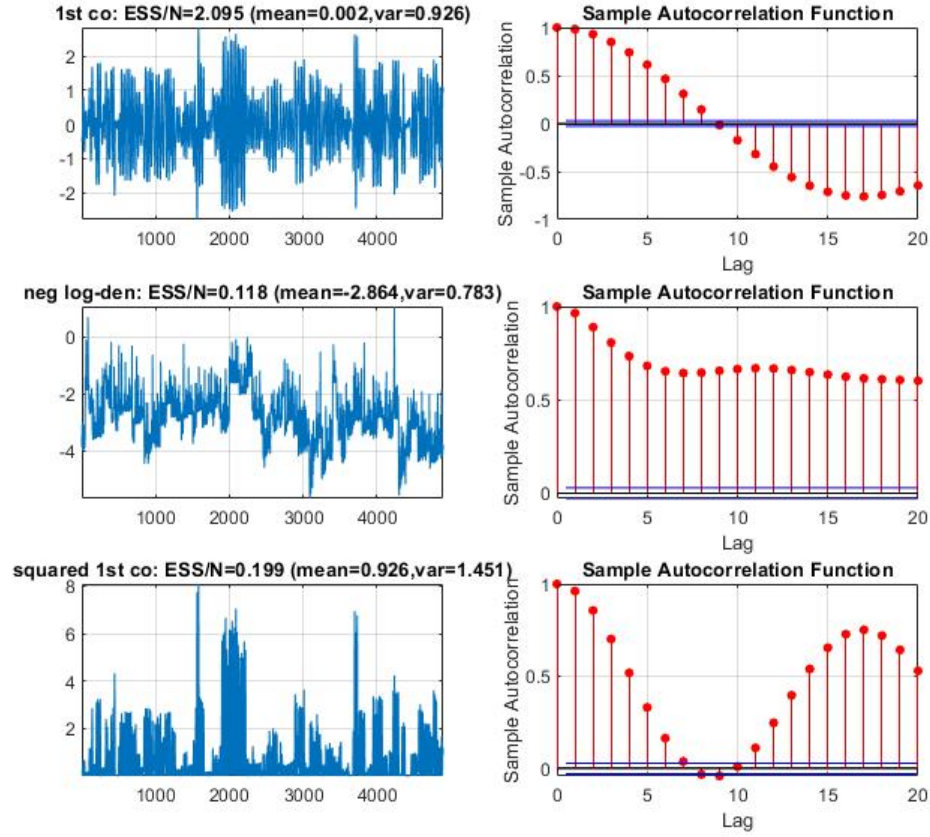 1st co: ESS/N=2.095 (mean=0.002,var=0.926)
2
1
0
-1
-2
1000 2000 3000 4000
Sample Autocorrelation Function
Sample Autocorrelation
1
0.5
0
-0.5
-1
0 5 10 15 20
Lag
neg log-den: ESS/N=0.118 (mean=-2.864,var=0.783)
0
-2
-4
1000 2000 3000 4000
Sample Autocorrelation Function
Sample Autocorrelation
1
0.5
0
0 5 10 15 20
Lag
squared 1st co: ESS/N=0.199 (mean=0.926,var=1.451)
8
6
4
2
1000 2000 3000 4000
Sample Autocorrelation Function
Sample Autocorrelation
1
0.5
0
0 5 10 15 20
Lag